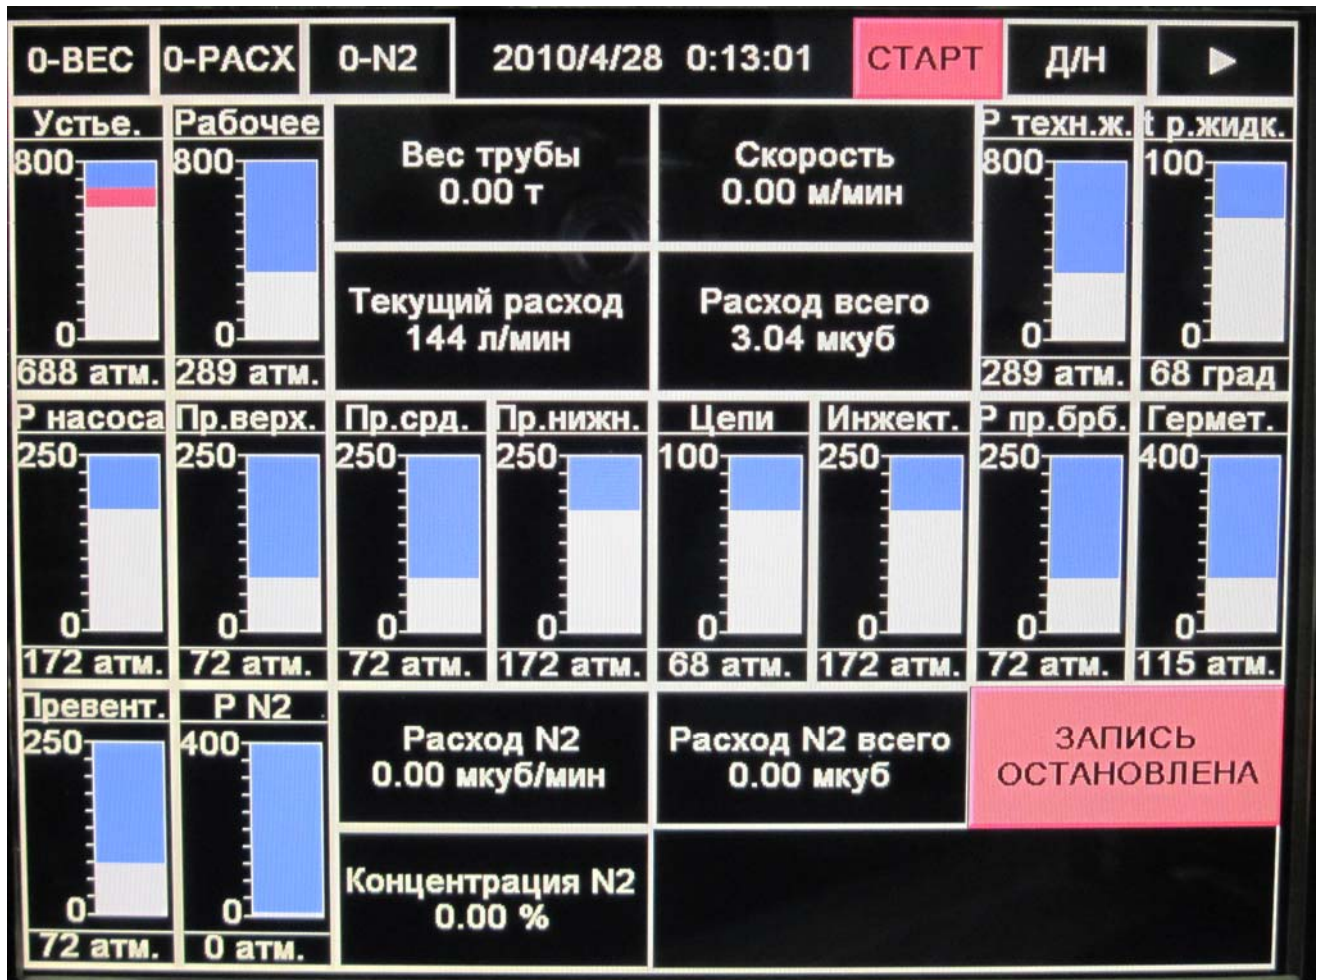 0-ВЕС 0-РАСХ 0-N2 2010/4/28 0:13:01 СТАРТ Д/Н
Устье. Рабочее Р техн.ж. t р.жидк.
800 800 800 100
Вес трубы Скорость
0.00 т 0.00 м/мин
Текущий расход Расход всего
144 л/мин 3.04 мкуб
0 0 0 0
688 атм. 289 атм. 289 атм. 68 град
Р насоса Пр.верх. Пр.срд. Пр.нижн. Цепи Инжект. Р пр.брб. Гермет.
250 250 250 250 100 250 250 400
0 0 0 0 0 0 0 0
172 атм. 72 атм. 72 атм. 172 атм. 68 атм. 172 атм. 72 атм. 115 атм.
Превент. P N2
250 400
Расход N2 Расход N2 всего ЗАПИСЬ
0.00 мкуб/мин 0.00 мкуб ОСТАНОВЛЕНА
Концентрация N2
0.00 %
0 0
72 атм. 0 атм.